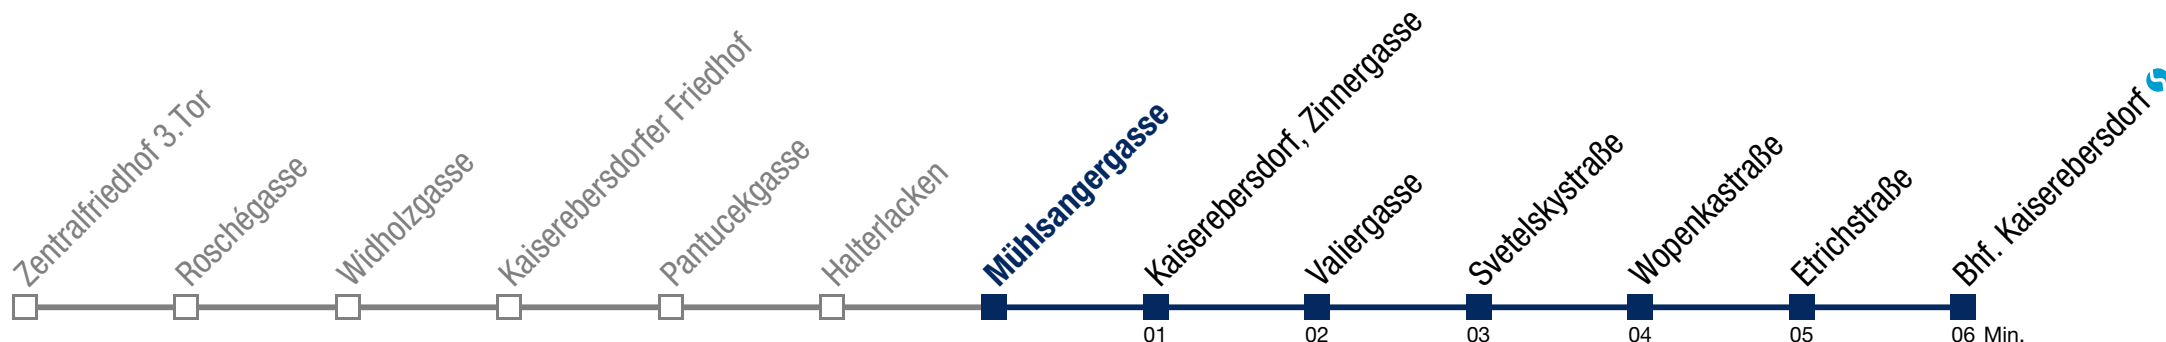 Zentralfriedhof 3.Tor
Roschégasse
Widholzgasse
Kaiserebersdorfer Friedhof
Pantucekgasse
Halterlacken
Mühlsangergasse
Kaiserebersdorf, Zinnergasse
Valiergasse
Svetelskystraße
Wopenkastraße
Etrichstraße
Bhf. Kaiserebersdorf
01 02 03 04 05 06 Min.